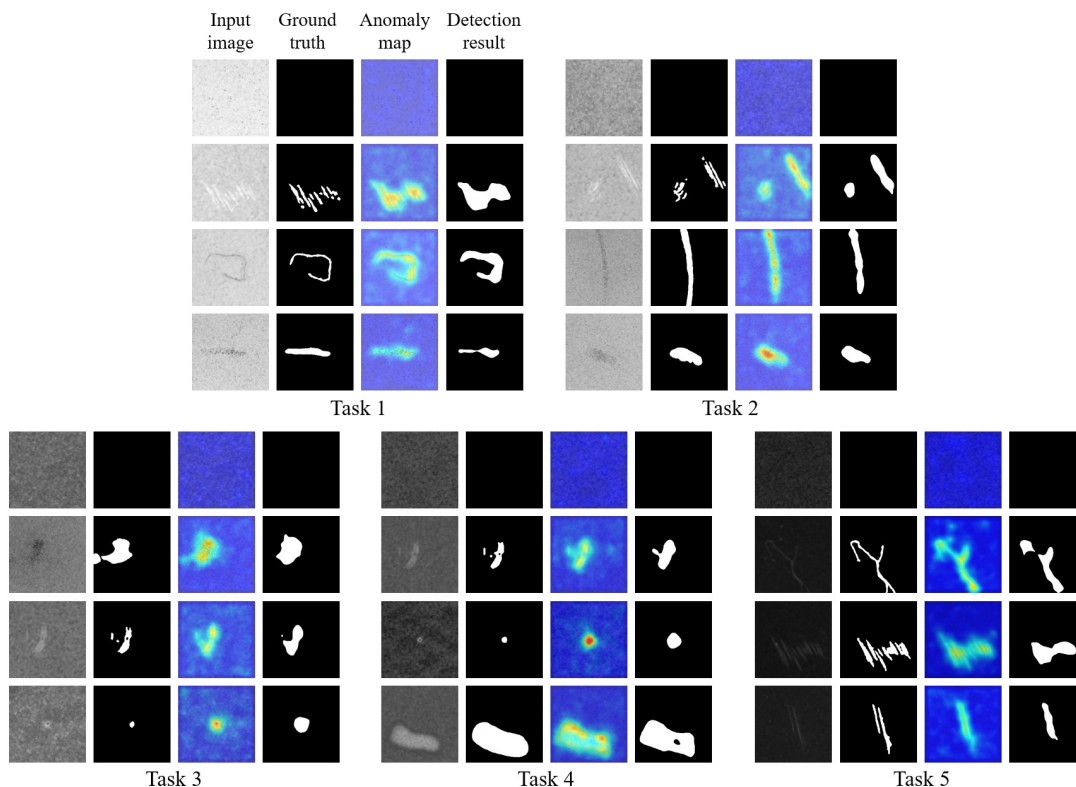 Input image
Ground truth
Anomaly map
Detection result
Task 1
Task 2
Task 3
Task 4
Task 5